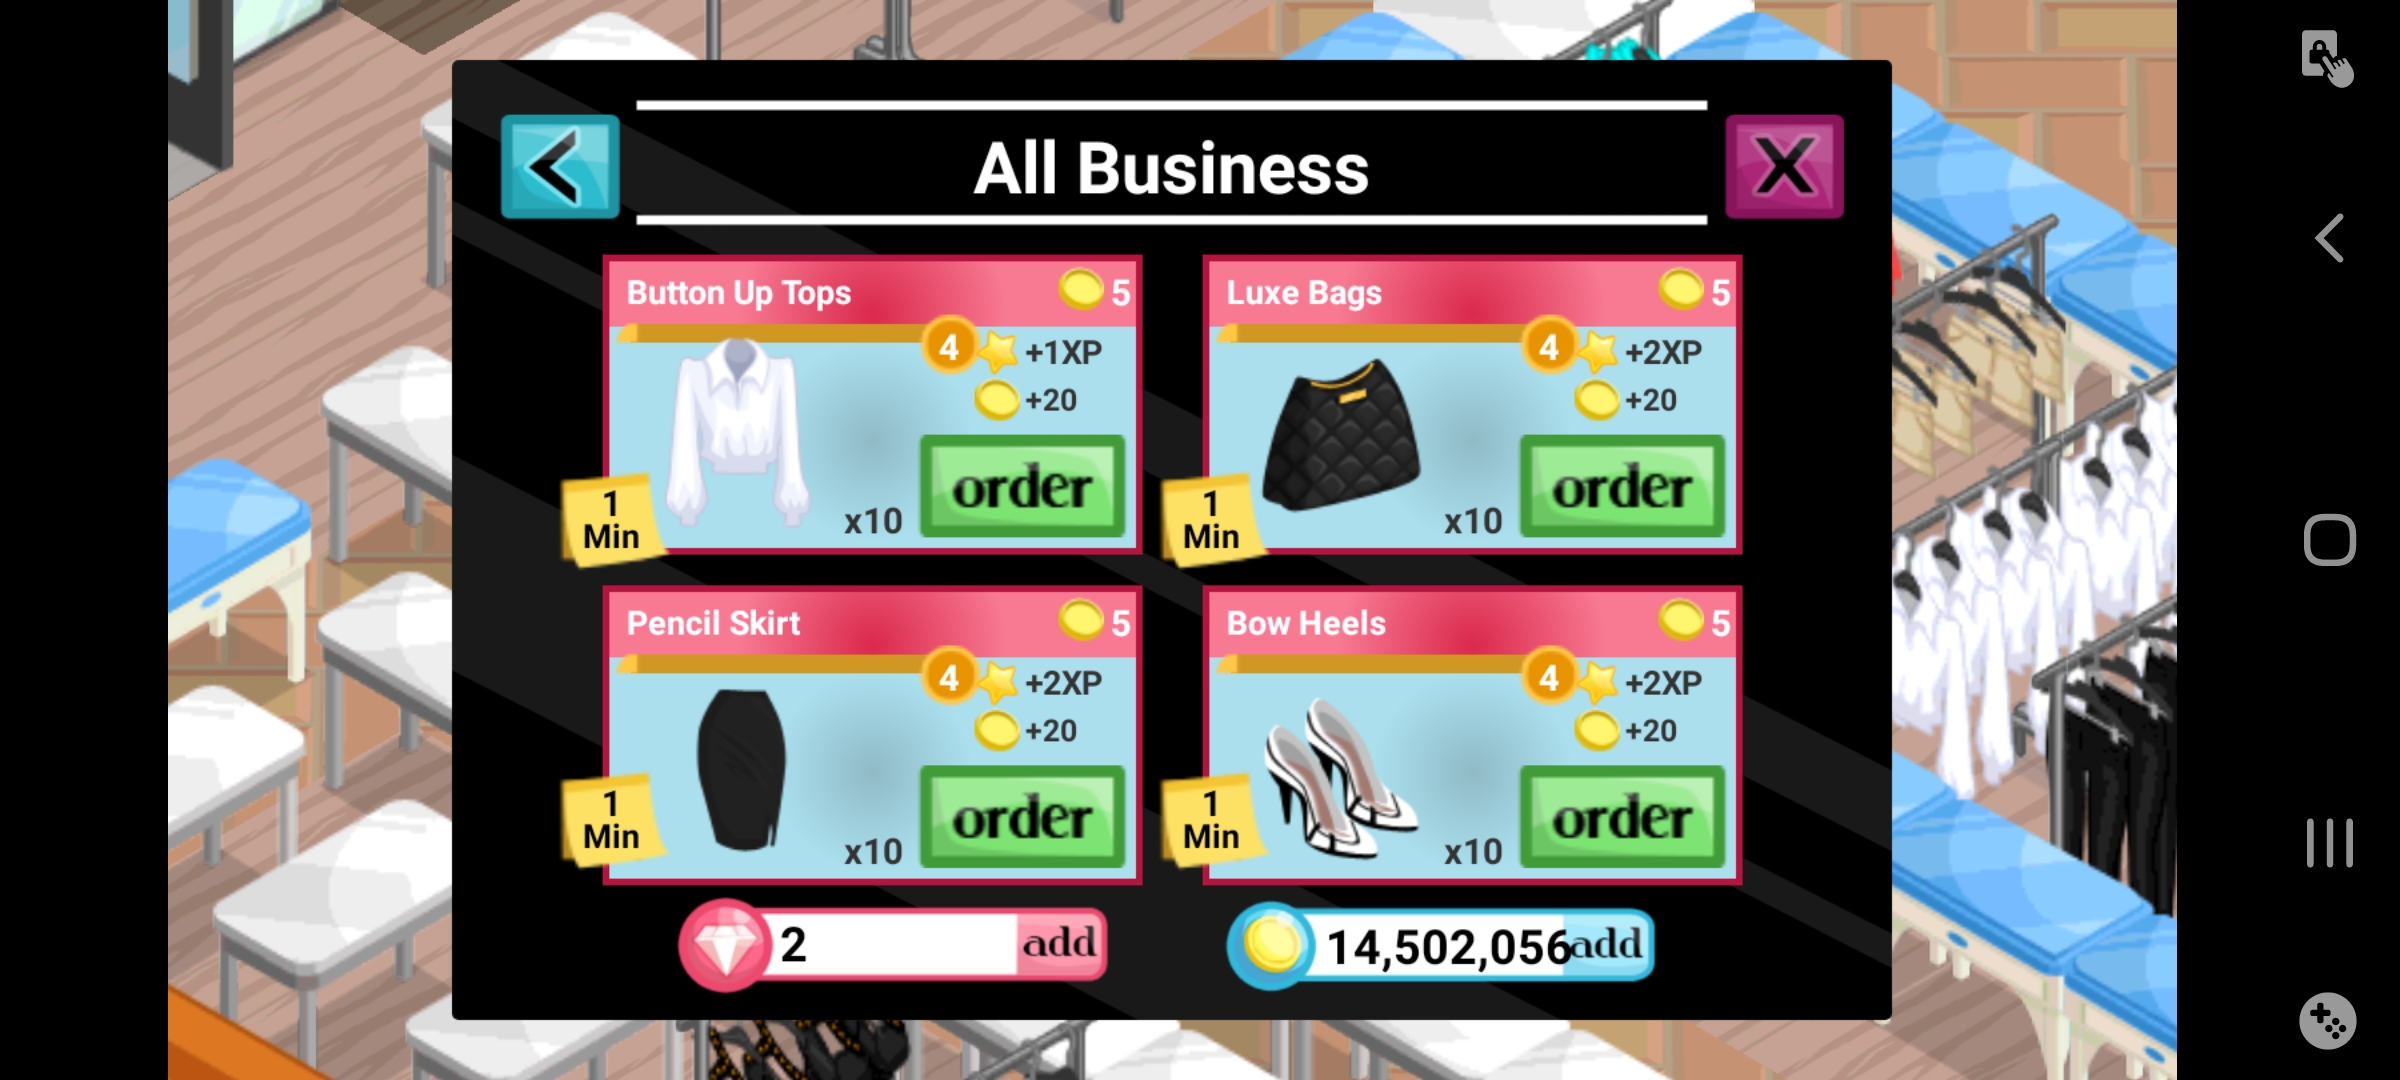 All Business
X
Button Up Tops 5
4 +1XP
+20
1
Min
x10
order
Luxe Bags 5
4 +2XP
+20
1
Min
x10
order
Pencil Skirt 5
4 +2XP
+20
1
Min
x10
order
Bow Heels 5
4 +2XP
+20
1
Min
x10
order
2 add
14,502,056 add